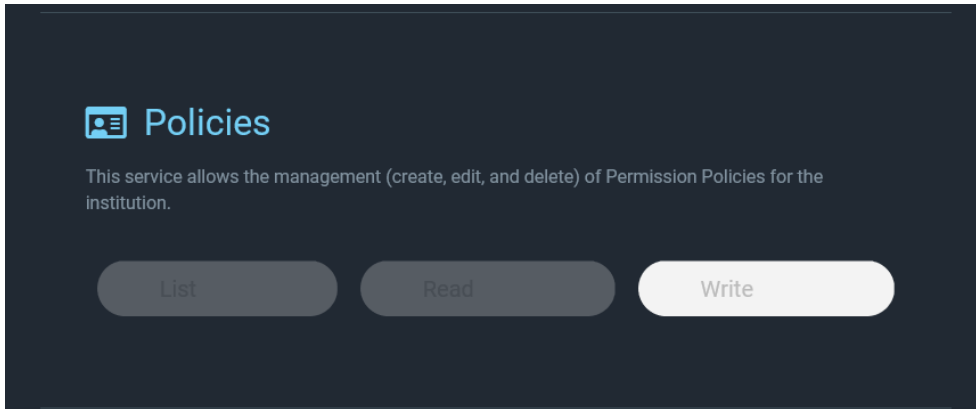 Policies
This service allows the management (create, edit, and delete) of Permission Policies for the
institution.
List Read Write